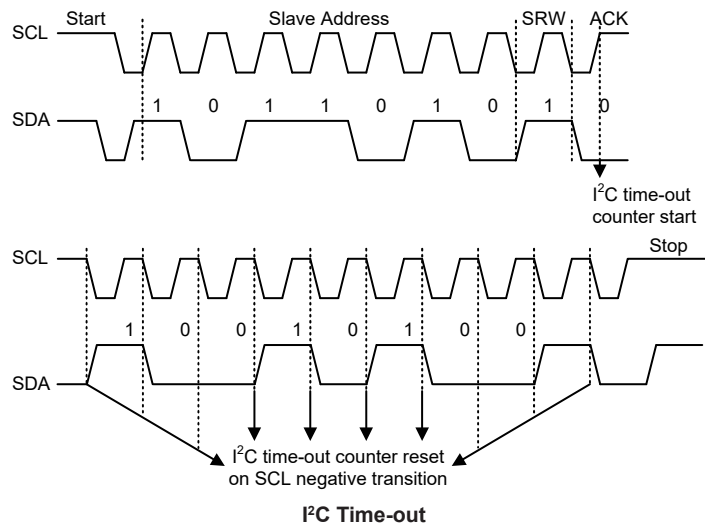 Start Slave Address SRW ACK
SCL
1 0 1 1 0 1 0 1 0
SDA
I²C time-out
counter start
Stop
SCL
1 0 0 1 0 1 0 0
SDA
I²C time-out counter reset
on SCL negative transition
I²C Time-out